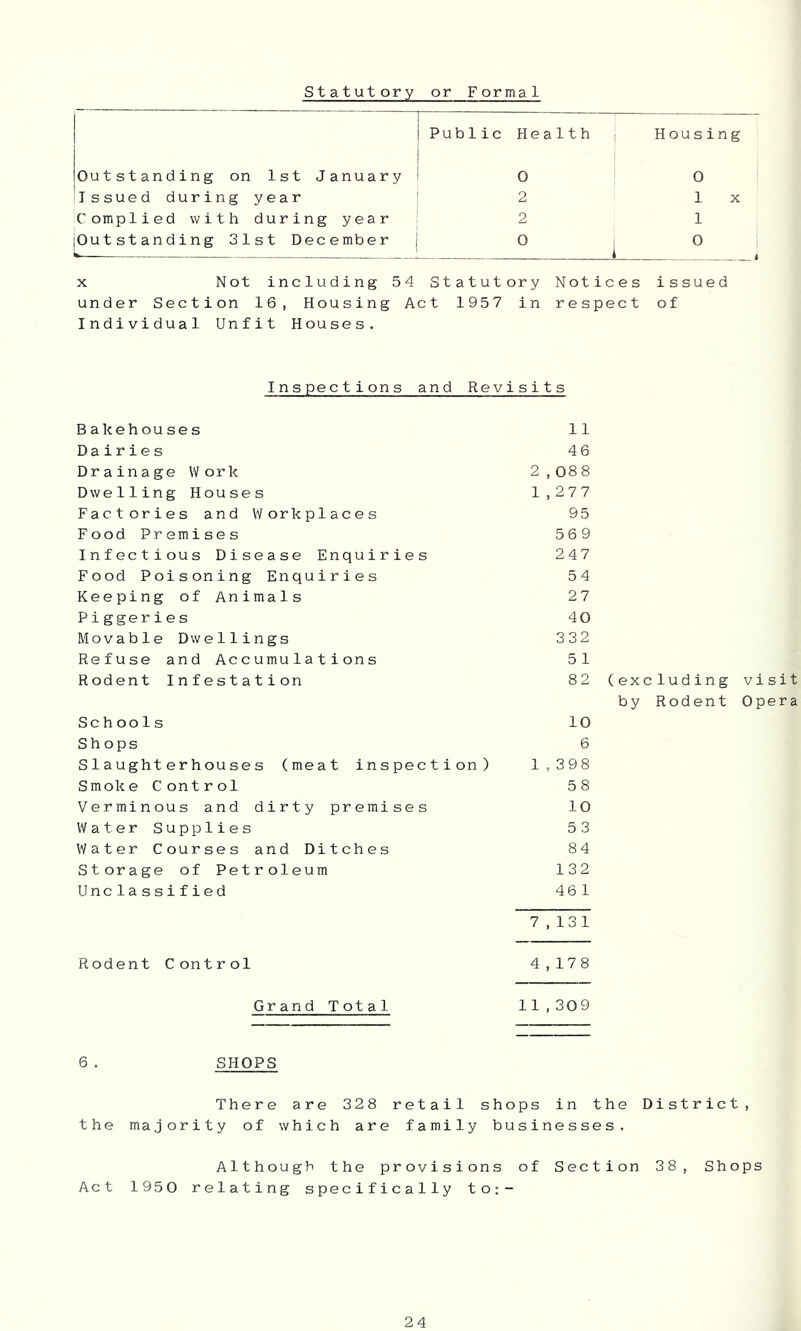 Statutory or Formal
Public Health Housing
Outstanding on 1st January 0 0
Issued during year 2 1 x
Complied with during year 2 1
Outstanding 31st December 0 0
x Not including 54 Statutory Notices issued
under Section 16, Housing Act 1957 in respect of
Individual Unfit Houses.
Inspections and Revisits
Bakehouses 11
Dairies 46
Drainage Work 2,088
Dwelling Houses 1,277
Factories and Workplaces 95
Food Premises 569
Infectious Disease Enquiries 247
Food Poisoning Enquiries 54
Keeping of Animals 27
Piggeries 40
Movable Dwellings 332
Refuse and Accumulations 51
Rodent Infestation 82 (excluding visit
by Rodent Opera
Schools 10
Shops 6
Slaughterhouses (meat inspection) 1,398
Smoke Control 58
Verminous and dirty premises 10
Water Supplies 53
Water Courses and Ditches 84
Storage of Petroleum 132
Unclassified 461
7,131
Rodent Control 4,178
Grand Total 11,309
6. SHOPS
There are 328 retail shops in the District,
the majority of which are family businesses.
Although the provisions of Section 38, Shops
Act 1950 relating specifically to:-
24